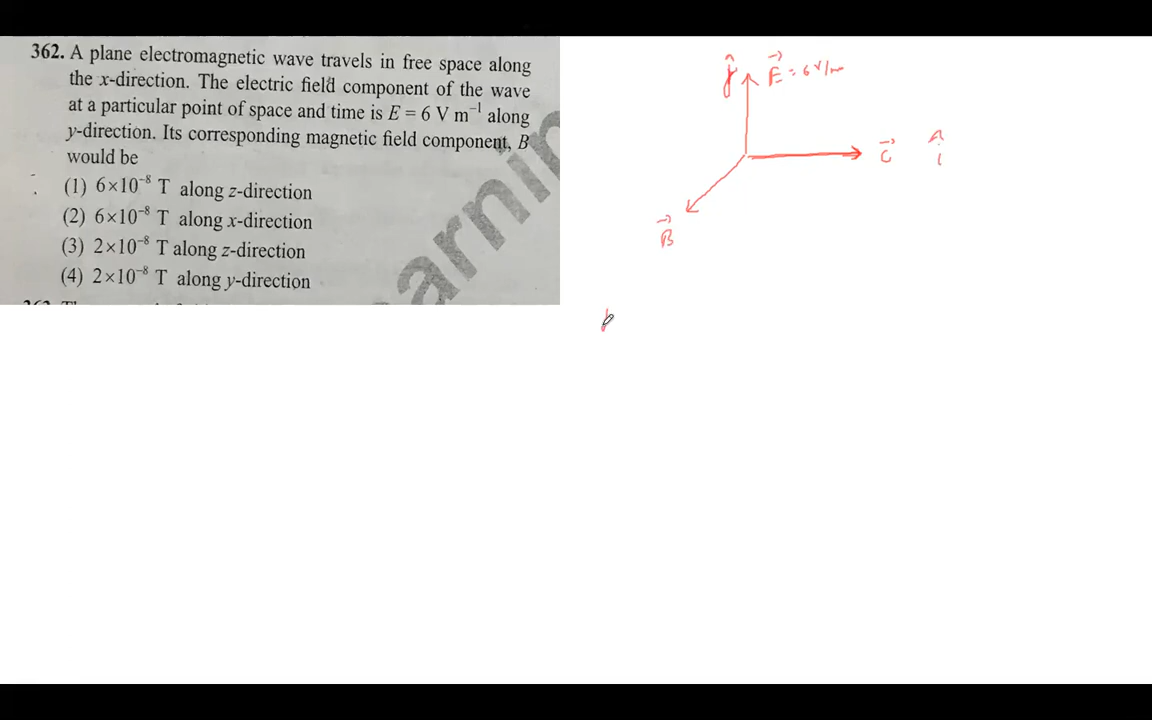 362. A plane electromagnetic wave travels in free space along
the x-direction. The electric field component of the wave
at a particular point of space and time is E = 6 V m⁻¹ along
y-direction. Its corresponding magnetic field component, B
would be
(1) 6×10⁻⁸ T along z-direction
(2) 6×10⁻⁸ T along x-direction
(3) 2×10⁻⁸ T along z-direction
(4) 2×10⁻⁸ T along y-direction
arnin
ĵ E⃗ = 6 V/m
C⃗ î
B⃗